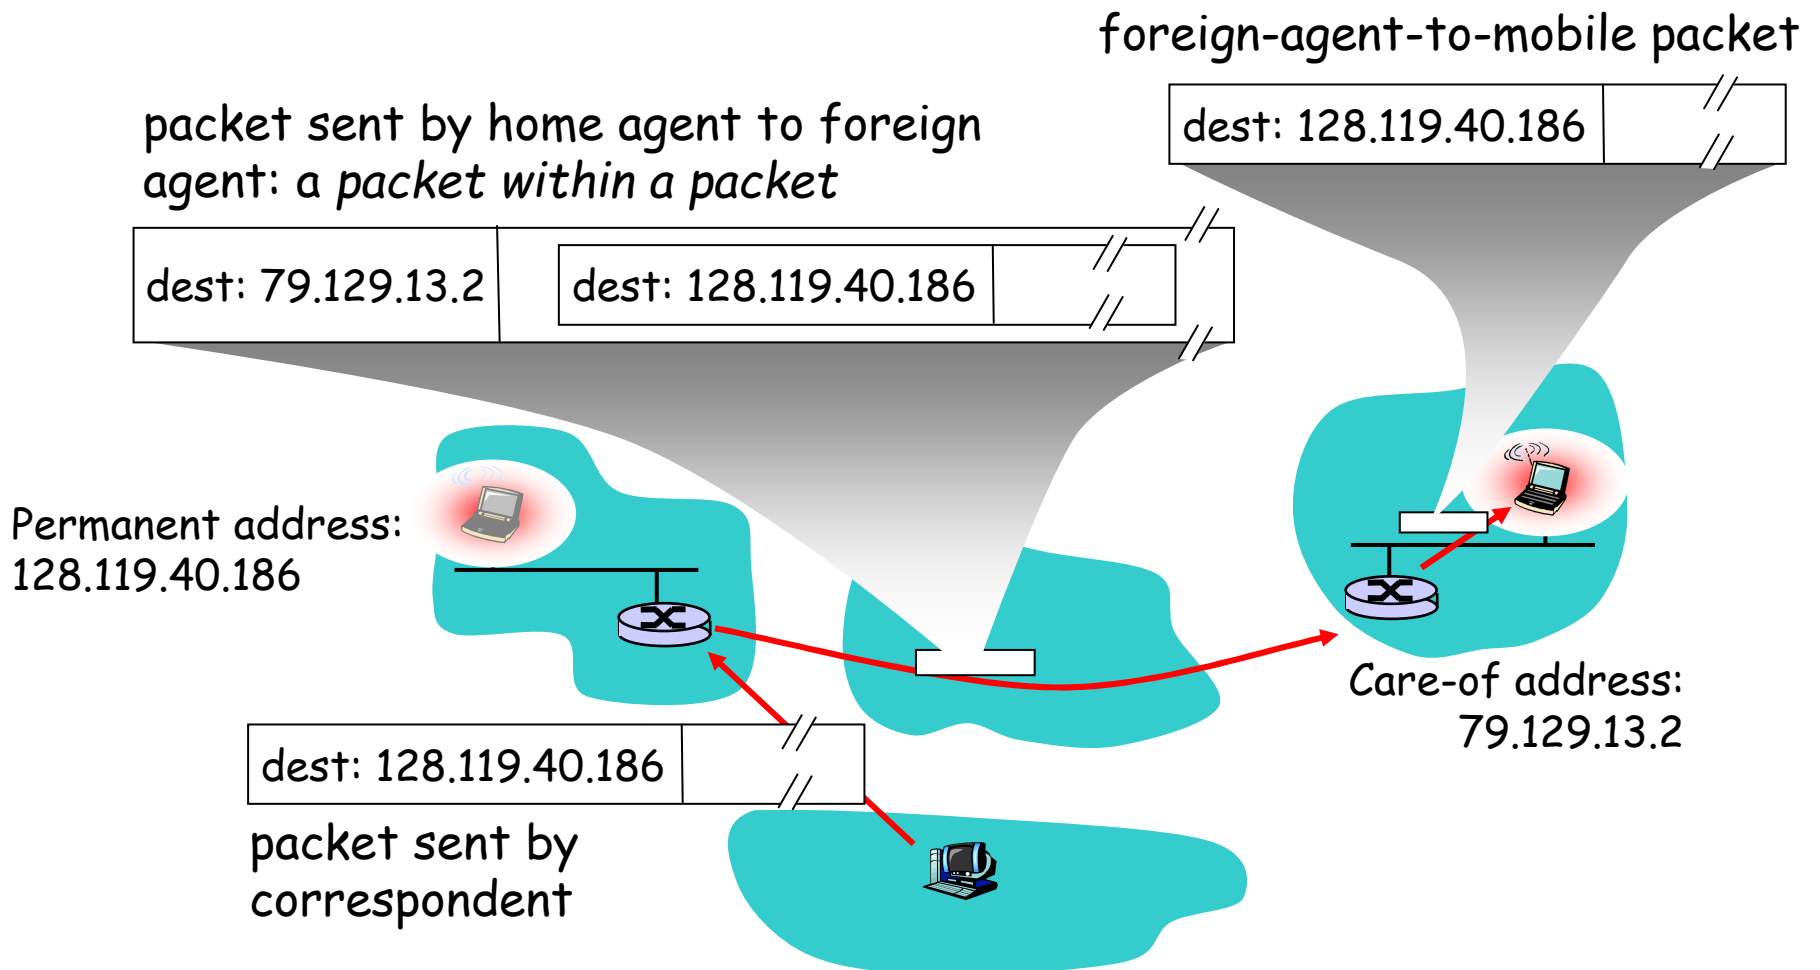 foreign-agent-to-mobile packet
dest: 128.119.40.186
packet sent by home agent to foreign
agent: a packet within a packet
dest: 79.129.13.2
dest: 128.119.40.186
Permanent address:
128.119.40.186
Care-of address:
79.129.13.2
dest: 128.119.40.186
packet sent by
correspondent